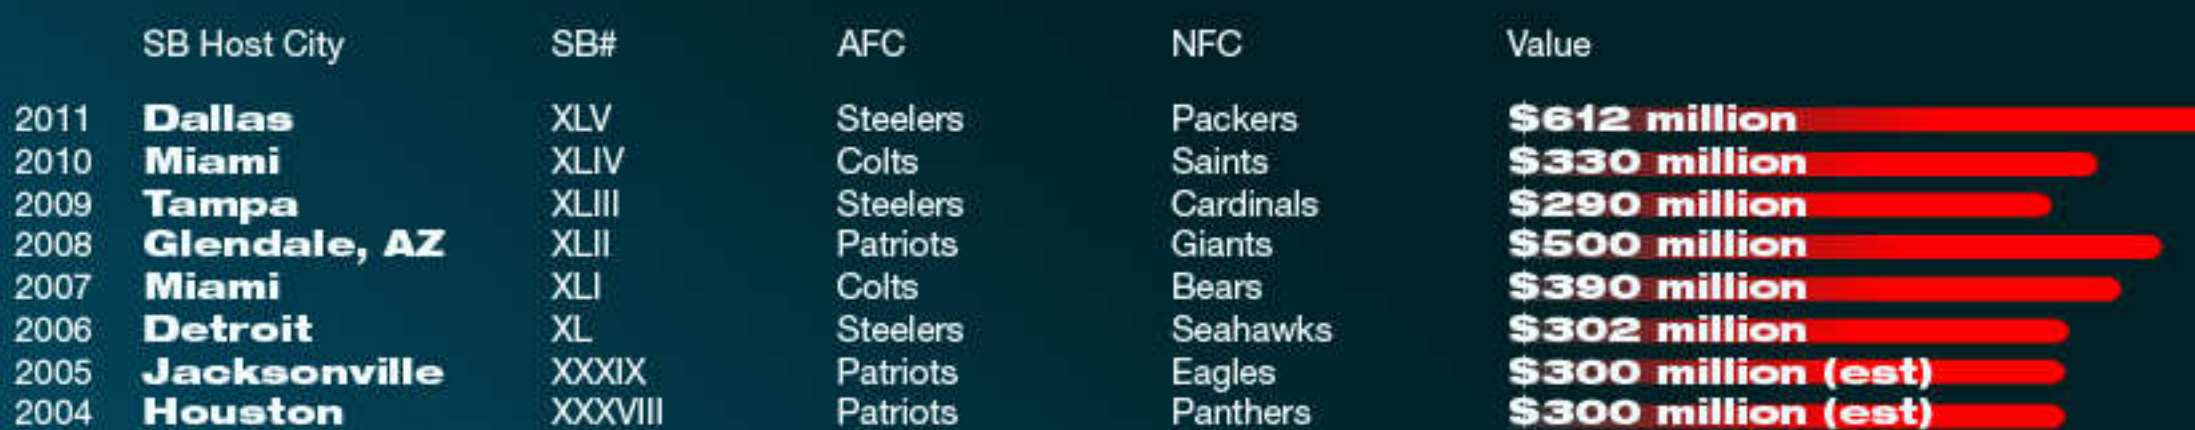 SB Host City SB# AFC NFC Value
2011 Dallas XLV Steelers Packers $612 million
2010 Miami XLIV Colts Saints $330 million
2009 Tampa XLIII Steelers Cardinals $290 million
2008 Glendale, AZ XLII Patriots Giants $500 million
2007 Miami XLI Colts Bears $390 million
2006 Detroit XL Steelers Seahawks $302 million
2005 Jacksonville XXXIX Patriots Eagles $300 million (est)
2004 Houston XXXVIII Patriots Panthers $300 million (est)